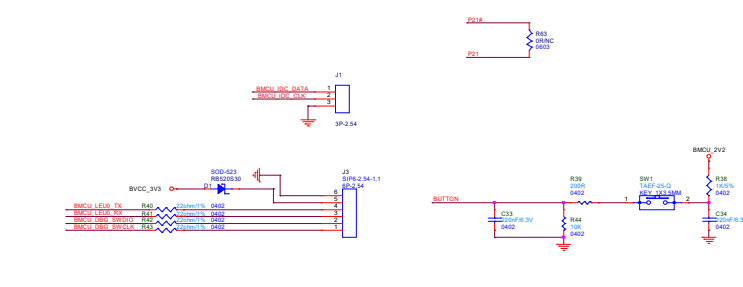 P21#
R63
0R/NC
0603
P21
J1
BMCU_IDC_DATA 1
BMCU_IDC_CLK 2
3
3P-2.54
BMCU_2V2
SOD-523
RB520S30
BVCC_3V3
D1
J3
SIP6-2.54-1.1
6P-2.54
6
5
BMCU_LEU0_TX R40 22ohm/1% 0402 4
BMCU_LEU0_RX R41 22ohm/1% 0402 3
BMCU_DBG_SWDIO R42 22ohm/1% 0402 2
BMCU_DBG_SWCLK R43 22ohm/1% 0402 1
R39
200R
0402
SW1
TAEF-25-Q
KEY_1X3.5MM
1 2
R38
1K/5%
0402
BUTTON
C33
220nF/6.3V
0402
R44
10K
0402
C34
220nF/6.3
0402